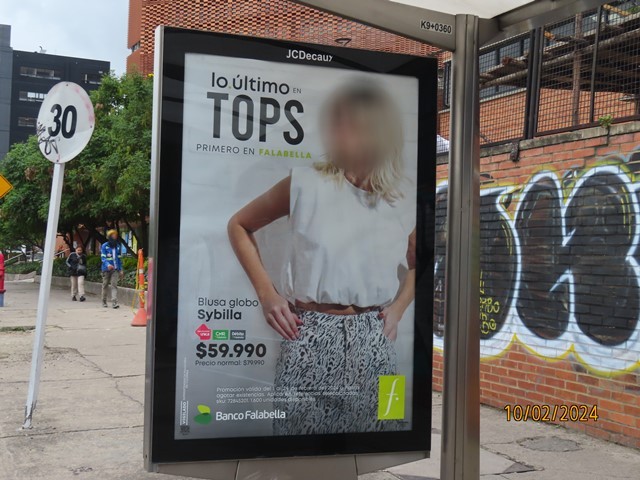 K9+0360
JCDecaux
lo último EN
TOPS
PRIMERO EN FALABELLA
30
Blusa globo
Sybilla
$59.990
Precio normal: $79.990
Banco Falabella
f.
10/02/2024